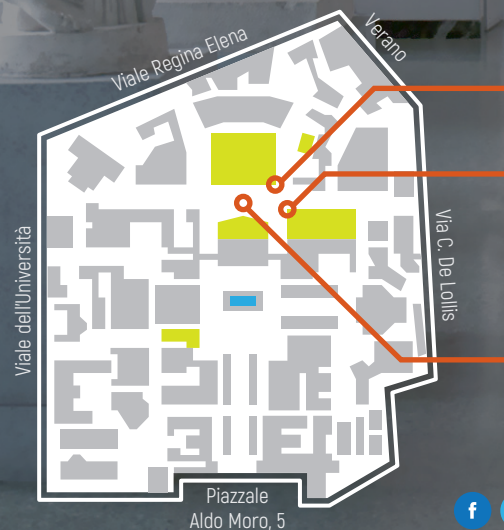 Viale Regina Elena
Verano
Viale dell'Università
Via C. De Lollis
Piazzale
Aldo Moro, 5
f